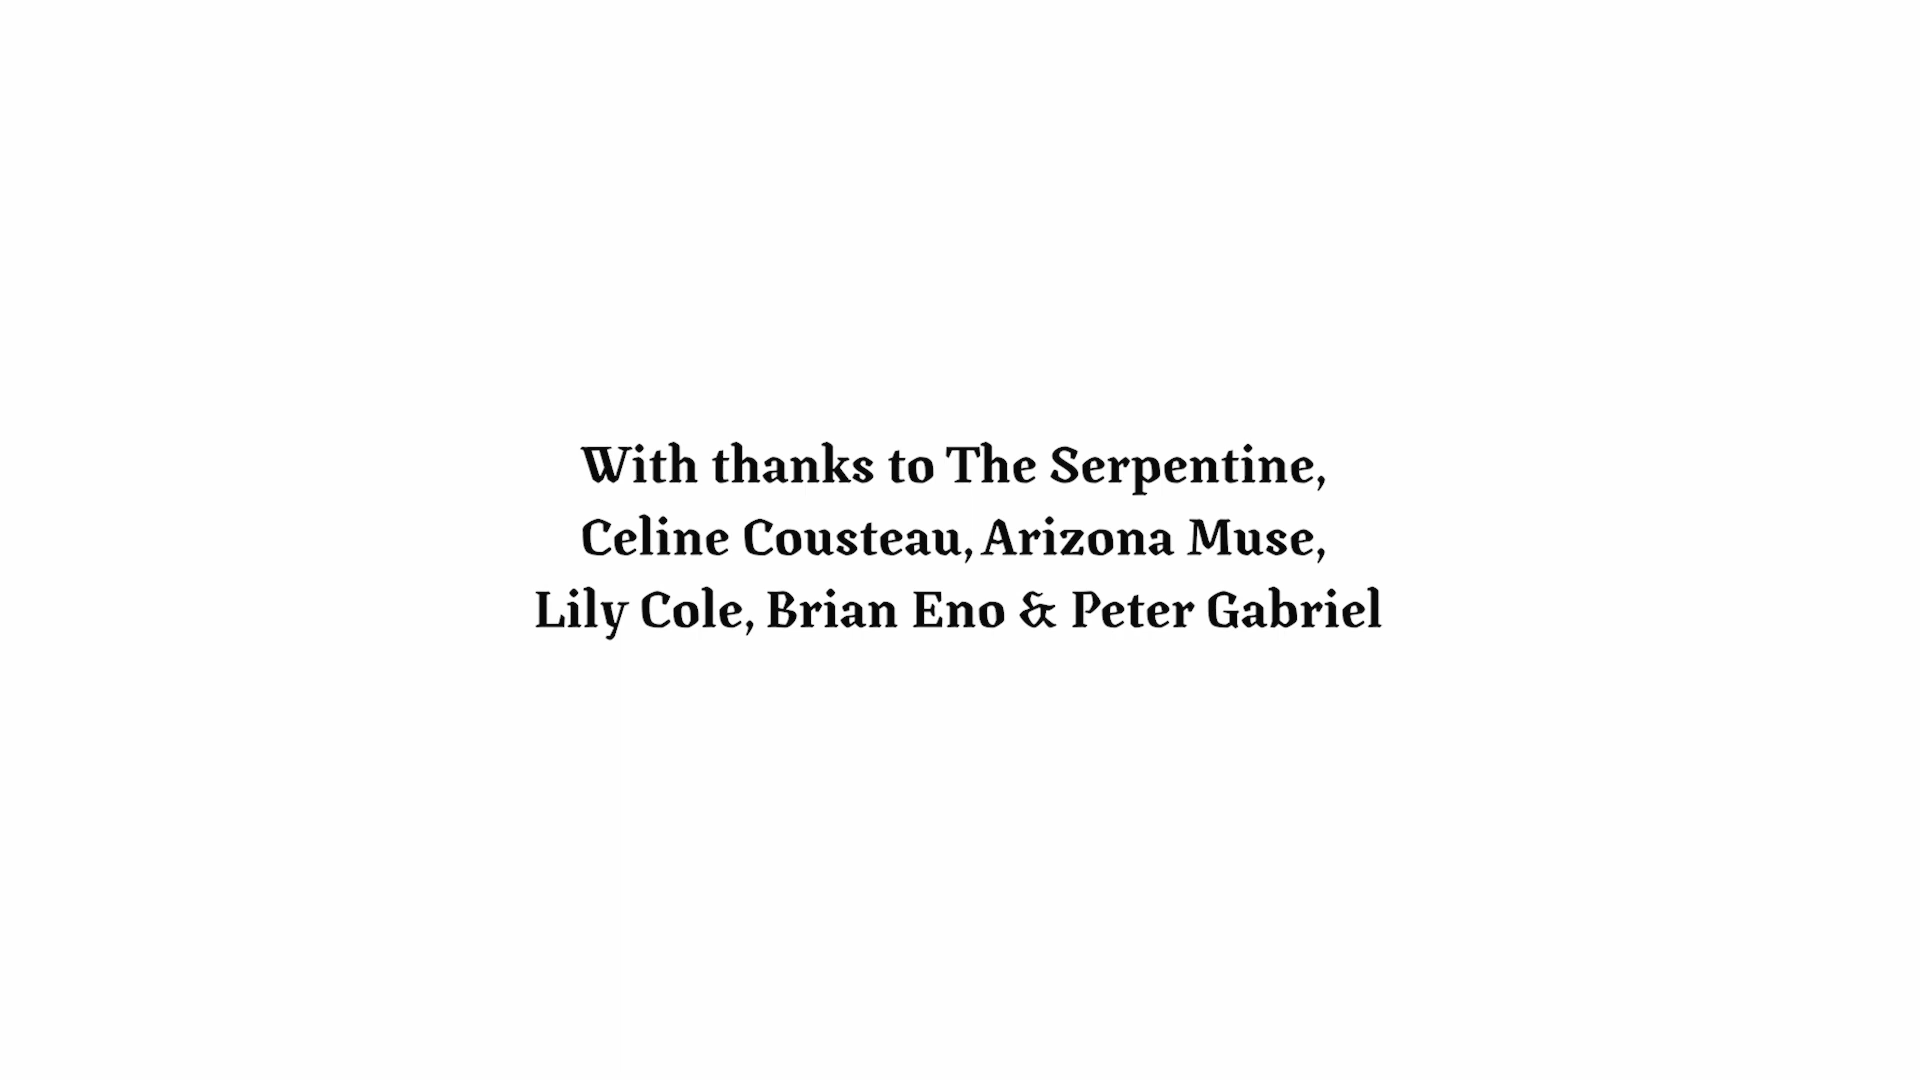 With thanks to The Serpentine,
Celine Cousteau, Arizona Muse,
Lily Cole, Brian Eno & Peter Gabriel